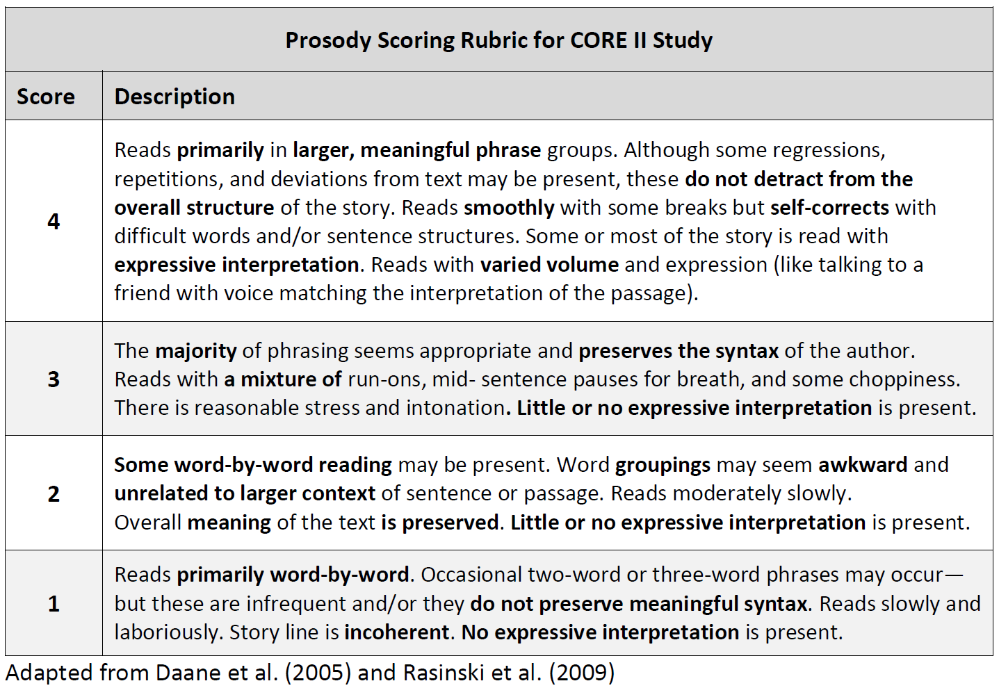 Prosody Scoring Rubric for CORE II Study
Score Description
4
Reads primarily in larger, meaningful phrase groups. Although some regressions,
repetitions, and deviations from text may be present, these do not detract from the
overall structure of the story. Reads smoothly with some breaks but self-corrects with
difficult words and/or sentence structures. Some or most of the story is read with
expressive interpretation. Reads with varied volume and expression (like talking to a
friend with voice matching the interpretation of the passage).
3
The majority of phrasing seems appropriate and preserves the syntax of the author.
Reads with a mixture of run-ons, mid- sentence pauses for breath, and some choppiness.
There is reasonable stress and intonation. Little or no expressive interpretation is present.
2
Some word-by-word reading may be present. Word groupings may seem awkward and
unrelated to larger context of sentence or passage. Reads moderately slowly.
Overall meaning of the text is preserved. Little or no expressive interpretation is present.
1
Reads primarily word-by-word. Occasional two-word or three-word phrases may occur—
but these are infrequent and/or they do not preserve meaningful syntax. Reads slowly and
laboriously. Story line is incoherent. No expressive interpretation is present.
Adapted from Daane et al. (2005) and Rasinski et al. (2009)